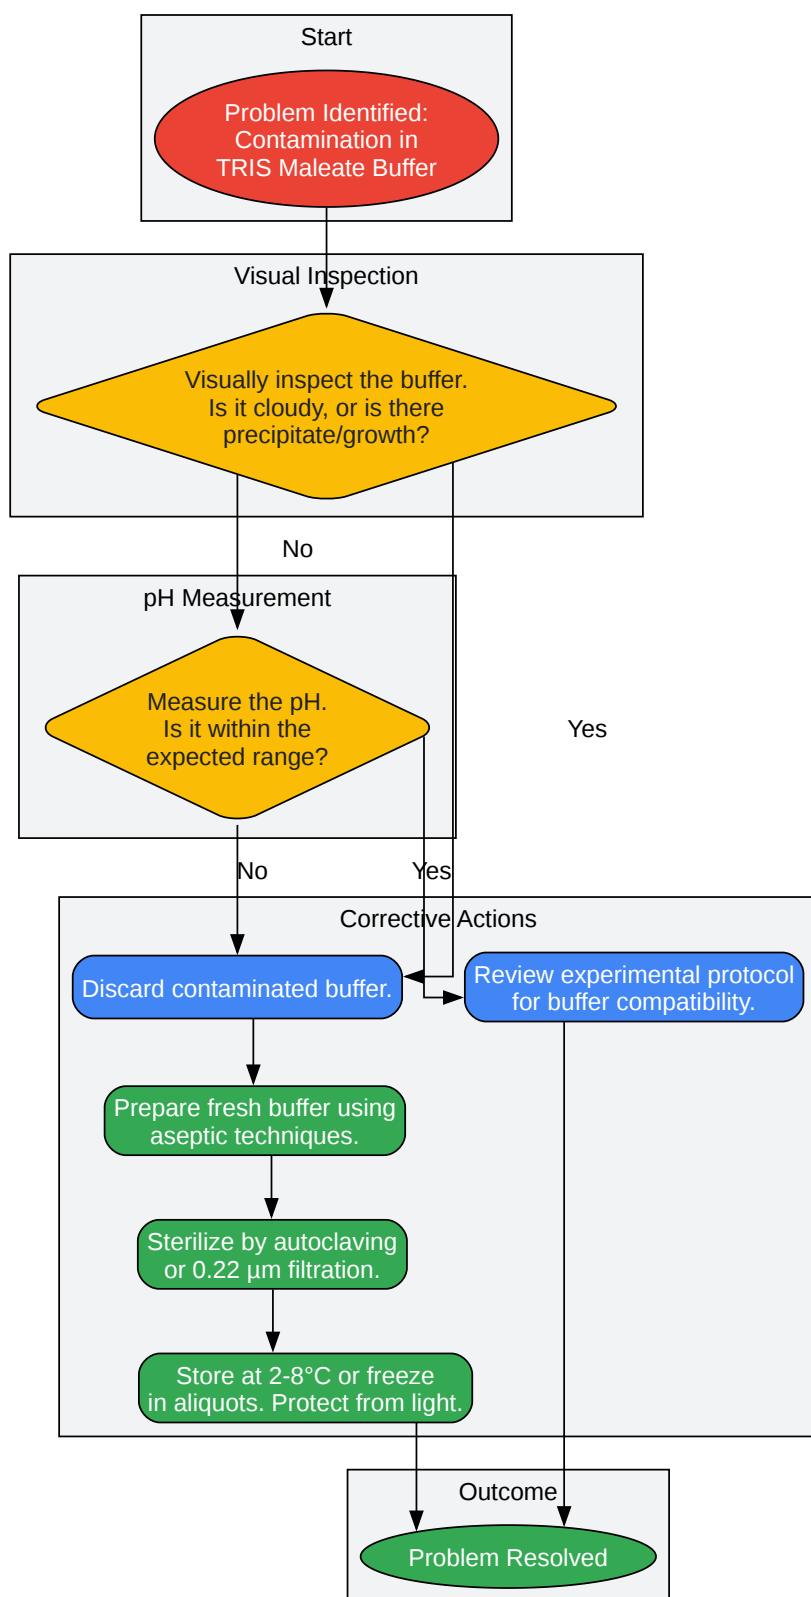 Start
Problem Identified:
Contamination in
TRIS Maleate Buffer
Visual Inspection
Visually inspect the buffer.
Is it cloudy, or is there
precipitate/growth?
No
pH Measurement
Measure the pH.
Is it within the
expected range?
Yes
No
Yes
Corrective Actions
Discard contaminated buffer.
Review experimental protocol
for buffer compatibility.
Prepare fresh buffer using
aseptic techniques.
Sterilize by autoclaving
or 0.22 µm filtration.
Store at 2-8°C or freeze
in aliquots. Protect from light.
Outcome
Problem Resolved